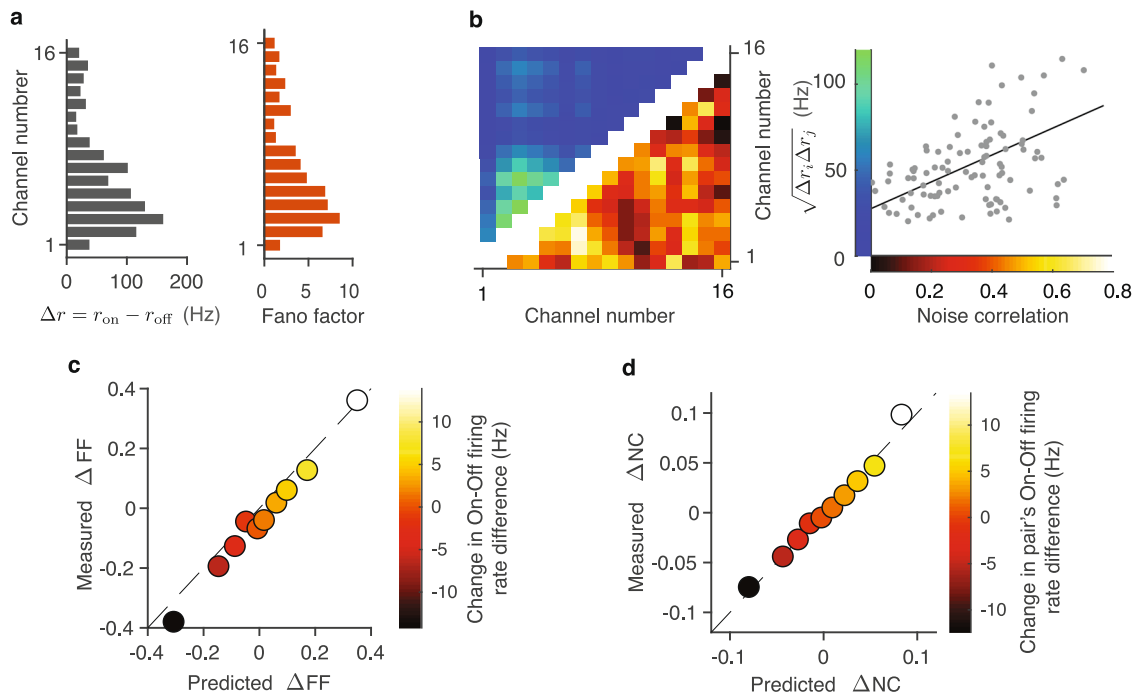 a
16
1
Channel numbrer
0
100
200
Δr = r_on − r_off (Hz)
16
1
0
5
10
Fano factor
b
16
1
Channel number
1
16
Channel number
100
50
0
√Δr_iΔr_j (Hz)
0
0.2
0.4
0.6
0.8
Noise correlation
c
0.4
0.2
0
-0.2
-0.4
Measured ΔFF
-0.4
-0.2
0
0.2
0.4
Predicted ΔFF
10
5
0
-5
-10
Change in On-Off firing
rate difference (Hz)
d
0.1
0.05
0
-0.05
-0.1
Measured ΔNC
-0.1
0
0.1
Predicted ΔNC
10
5
0
-5
-10
Change in pair's On-Off firing
rate difference (Hz)